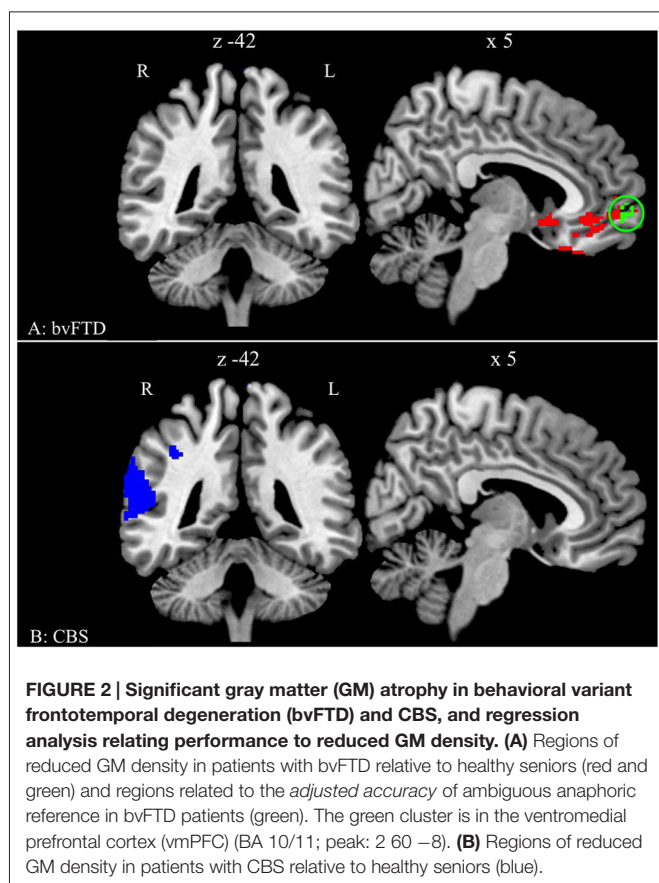 z -42 x 5
R L
A: bvFTD
z -42 x 5
R L
B: CBS
FIGURE 2 | Significant gray matter (GM) atrophy in behavioral variant
frontotemporal degeneration (bvFTD) and CBS, and regression
analysis relating performance to reduced GM density. (A) Regions of
reduced GM density in patients with bvFTD relative to healthy seniors (red and
green) and regions related to the adjusted accuracy of ambiguous anaphoric
reference in bvFTD patients (green). The green cluster is in the ventromedial
prefrontal cortex (vmPFC) (BA 10/11; peak: 2 60 −8). (B) Regions of reduced
GM density in patients with CBS relative to healthy seniors (blue).